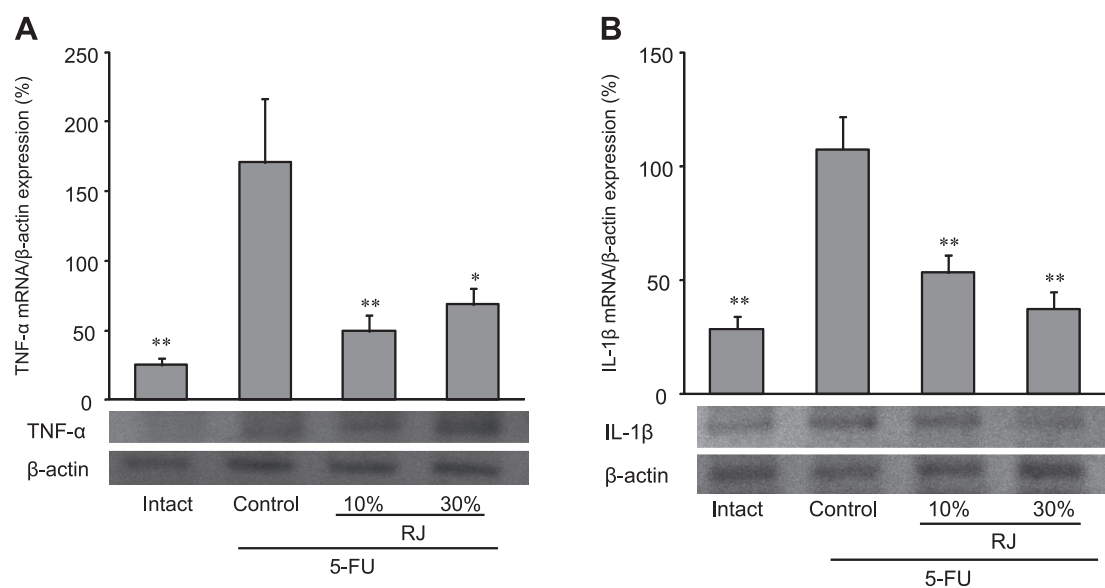 A
TNF-α mRNA/β-actin expression (%)
250
200
150
100
50
0
**
**
*
TNF-α
β-actin
Intact Control 10% 30%
RJ
5-FU
B
IL-1β mRNA/β-actin expression (%)
150
100
50
0
**
**
**
IL-1β
β-actin
Intact Control 10% 30%
RJ
5-FU